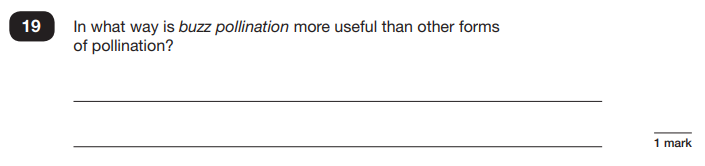 19 In what way is buzz pollination more useful than other forms
of pollination?
1 mark